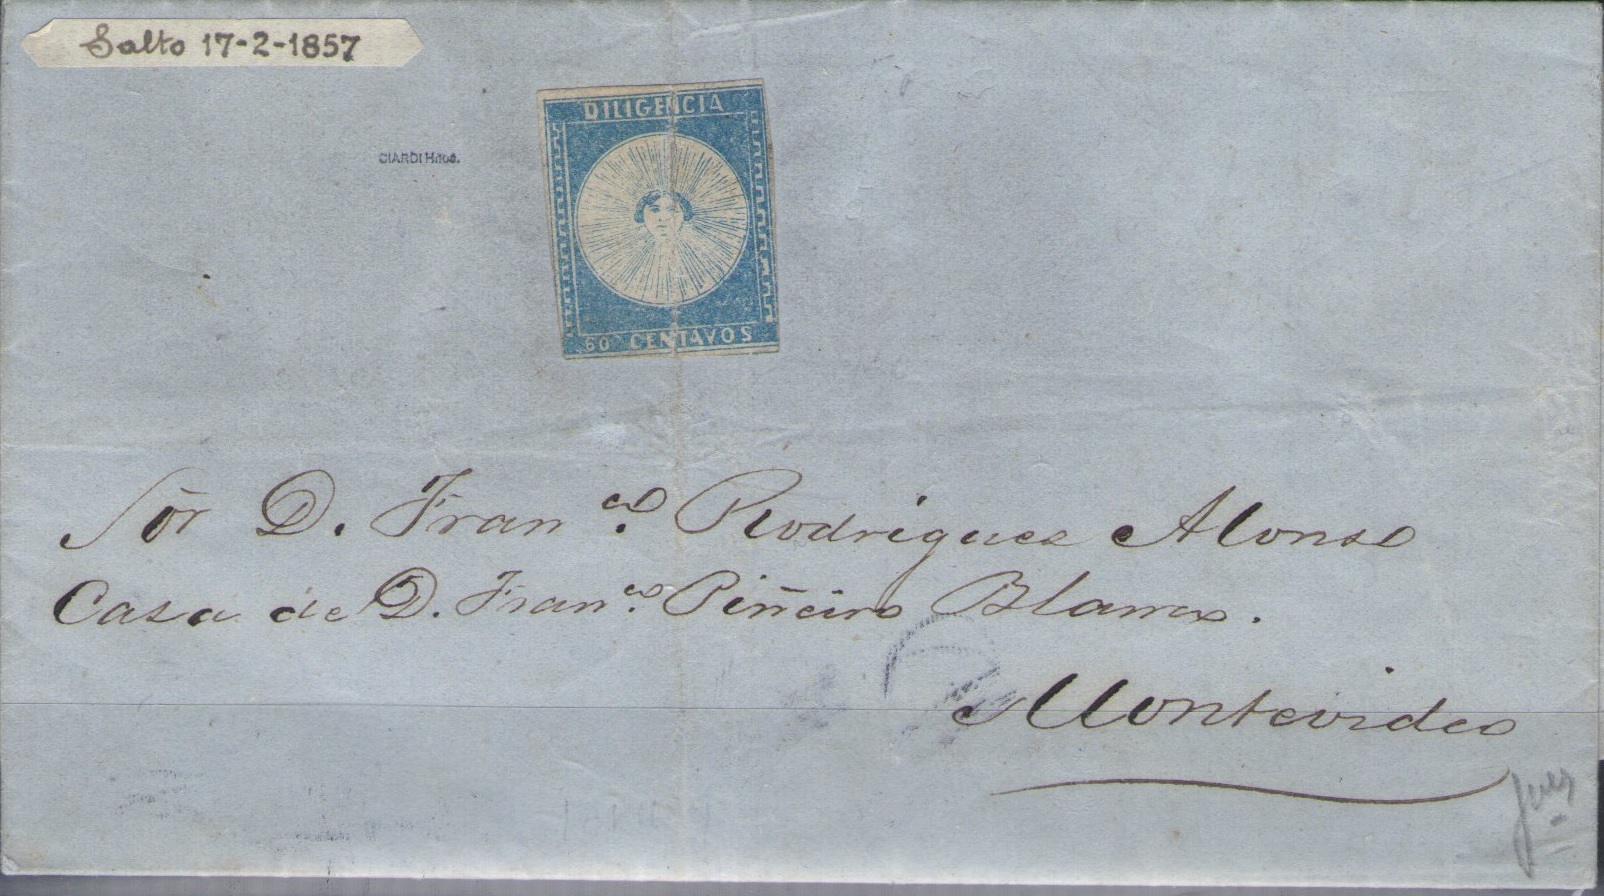 Salto 17-2-1857
DILIGENCIA
CIARDI Hnos.
60 CENTAVOS
Sōr D. Fran.co Rodriguez Alonso
Casa de D. Fran.co Piñeiro Blanco.
Montevideo